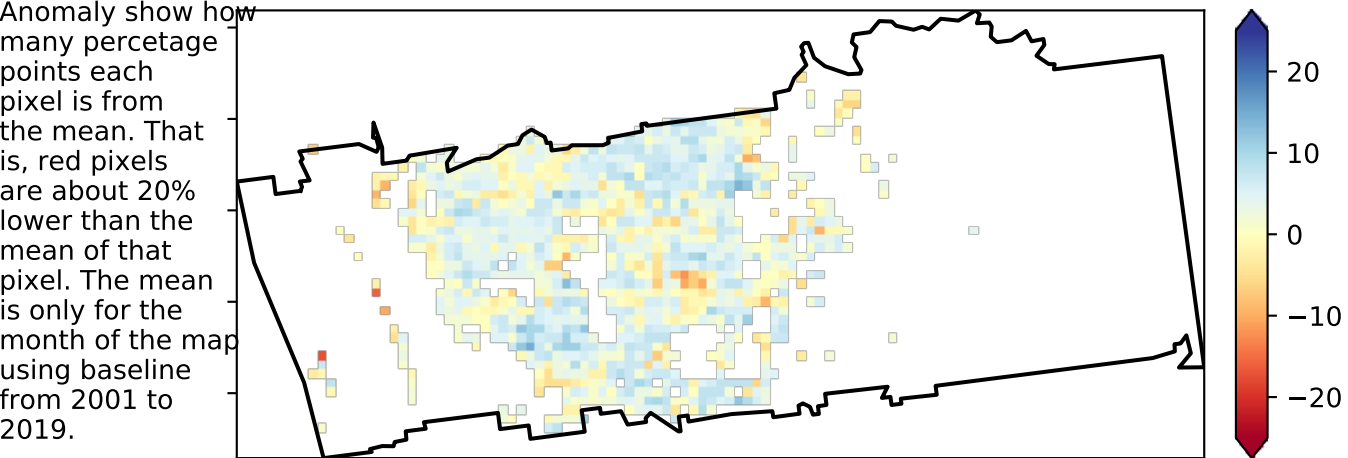 Anomaly show how
many percetage
points each
pixel is from
the mean. That
is, red pixels
are about 20%
lower than the
mean of that
pixel. The mean
is only for the
month of the map
using baseline
from 2001 to
2019.
20
10
0
−10
−20